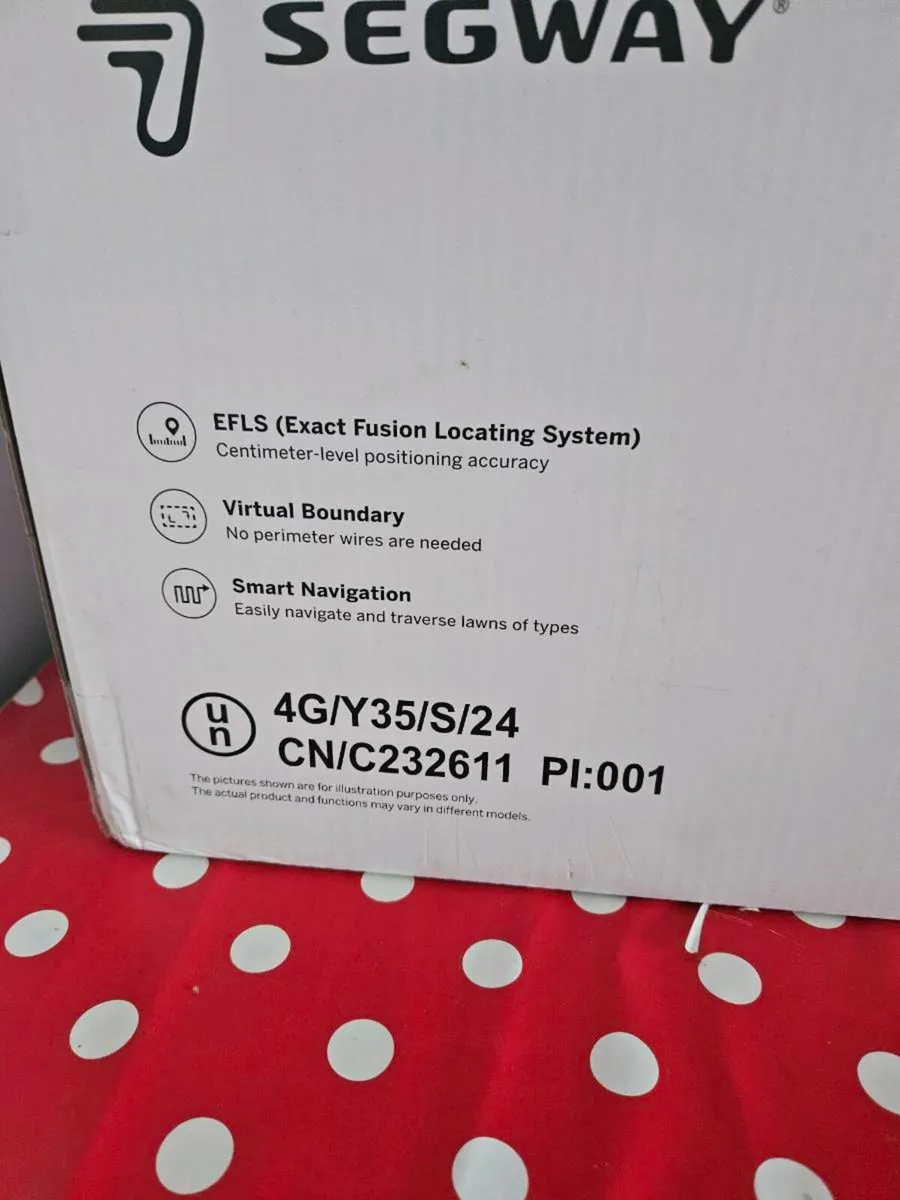 SEGWAY®
EFLS (Exact Fusion Locating System)
Centimeter-level positioning accuracy
Virtual Boundary
No perimeter wires are needed
Smart Navigation
Easily navigate and traverse lawns of types
un 4G/Y35/S/24
CN/C232611 PI:001
The pictures shown are for illustration purposes only.
The actual product and functions may vary in different models.